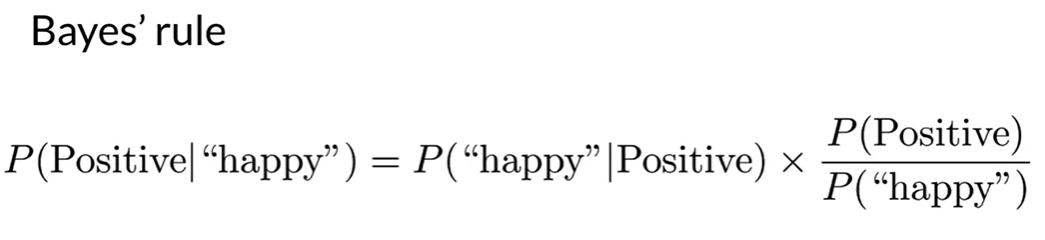 Bayes’ rule
P(Positive| “happy”) = P(“happy”|Positive) × P(Positive) / P(“happy”)